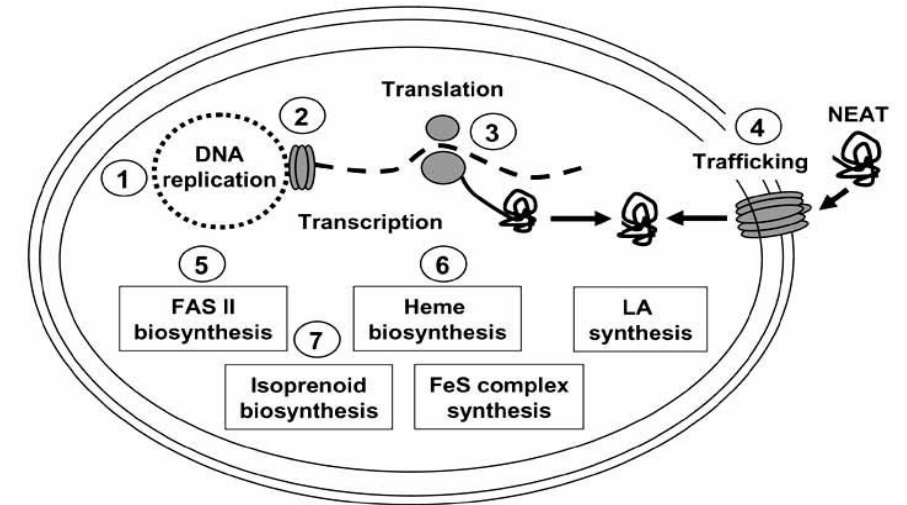 Translation
NEAT
1
2
3
4
DNA
replication
Trafficking
Transcription
5
6
FAS II
biosynthesis
Heme
biosynthesis
LA
synthesis
7
Isoprenoid
biosynthesis
FeS complex
synthesis